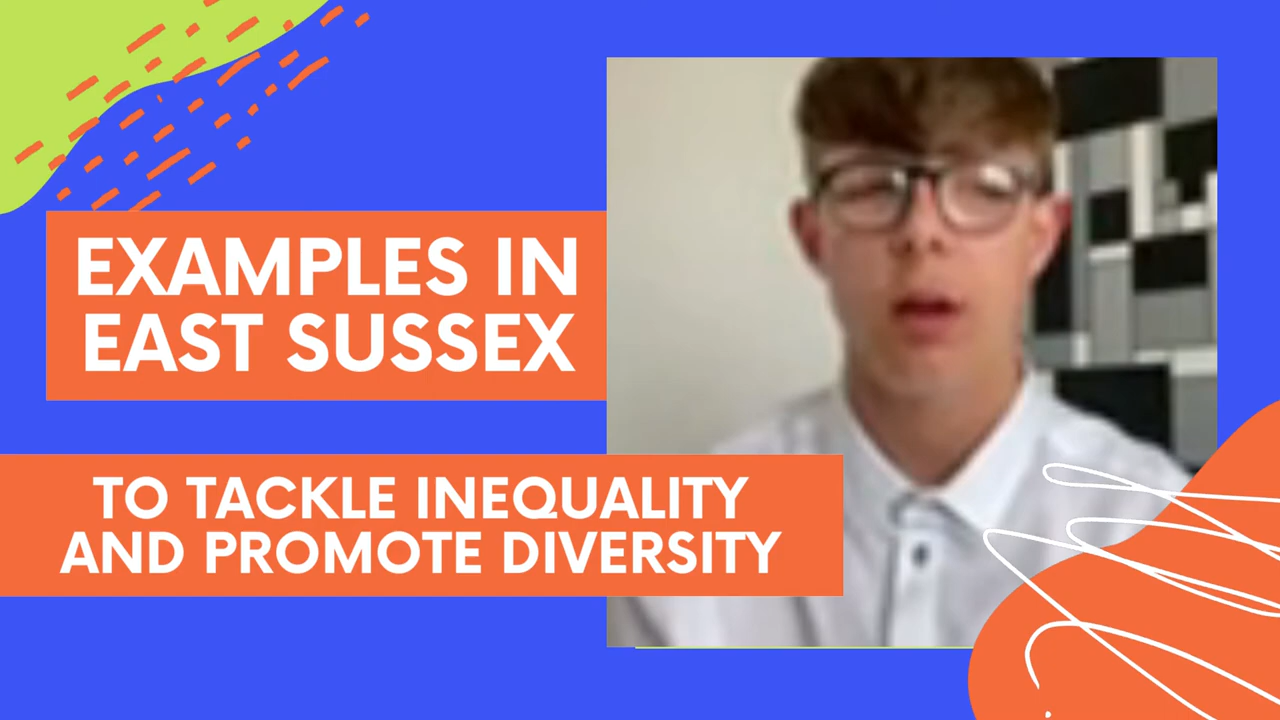 EXAMPLES IN
EAST SUSSEX
TO TACKLE INEQUALITY
AND PROMOTE DIVERSITY